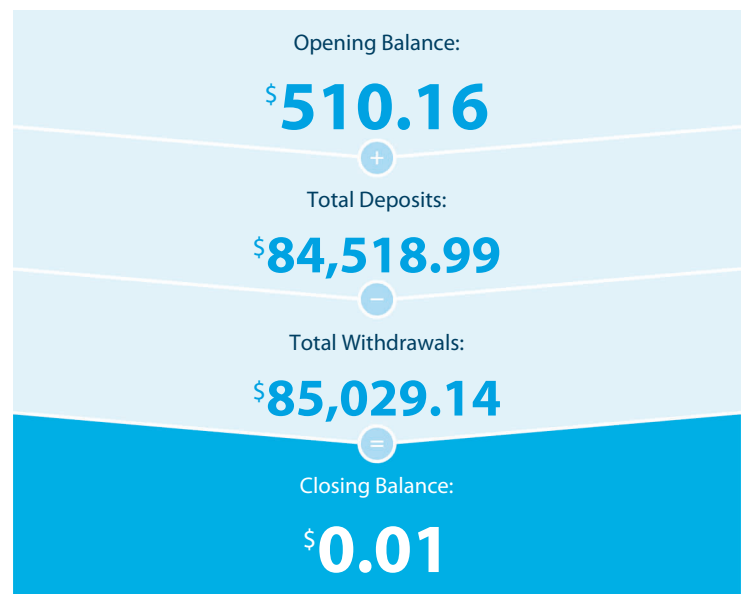 Opening Balance:
$510.16
+
Total Deposits:
$84,518.99
−
Total Withdrawals:
$85,029.14
=
Closing Balance:
$0.01